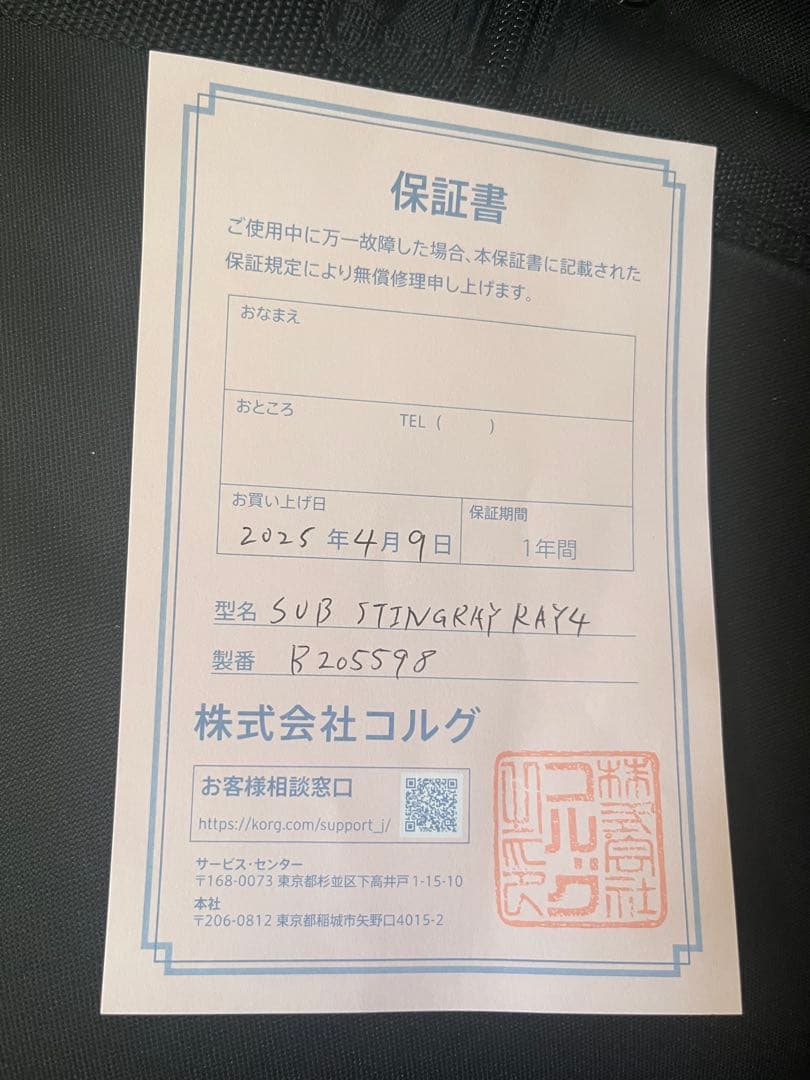 保証書
ご使用中に万一故障した場合、本保証書に記載された
保証規定により無償修理申し上げます。
おなまえ
おところ TEL ( )
お買い上げ日
2025 年 4 月 9 日
保証期間
1年間
型名 SUB STINGRAY RAY4
製番 B205598
株式会社コルグ
お客様相談窓口
https://korg.com/support_j/
サービス・センター
〒168-0073 東京都杉並区下高井戸 1-15-10
本社
〒206-0812 東京都稲城市矢野口4015-2
株式会社
コルグ